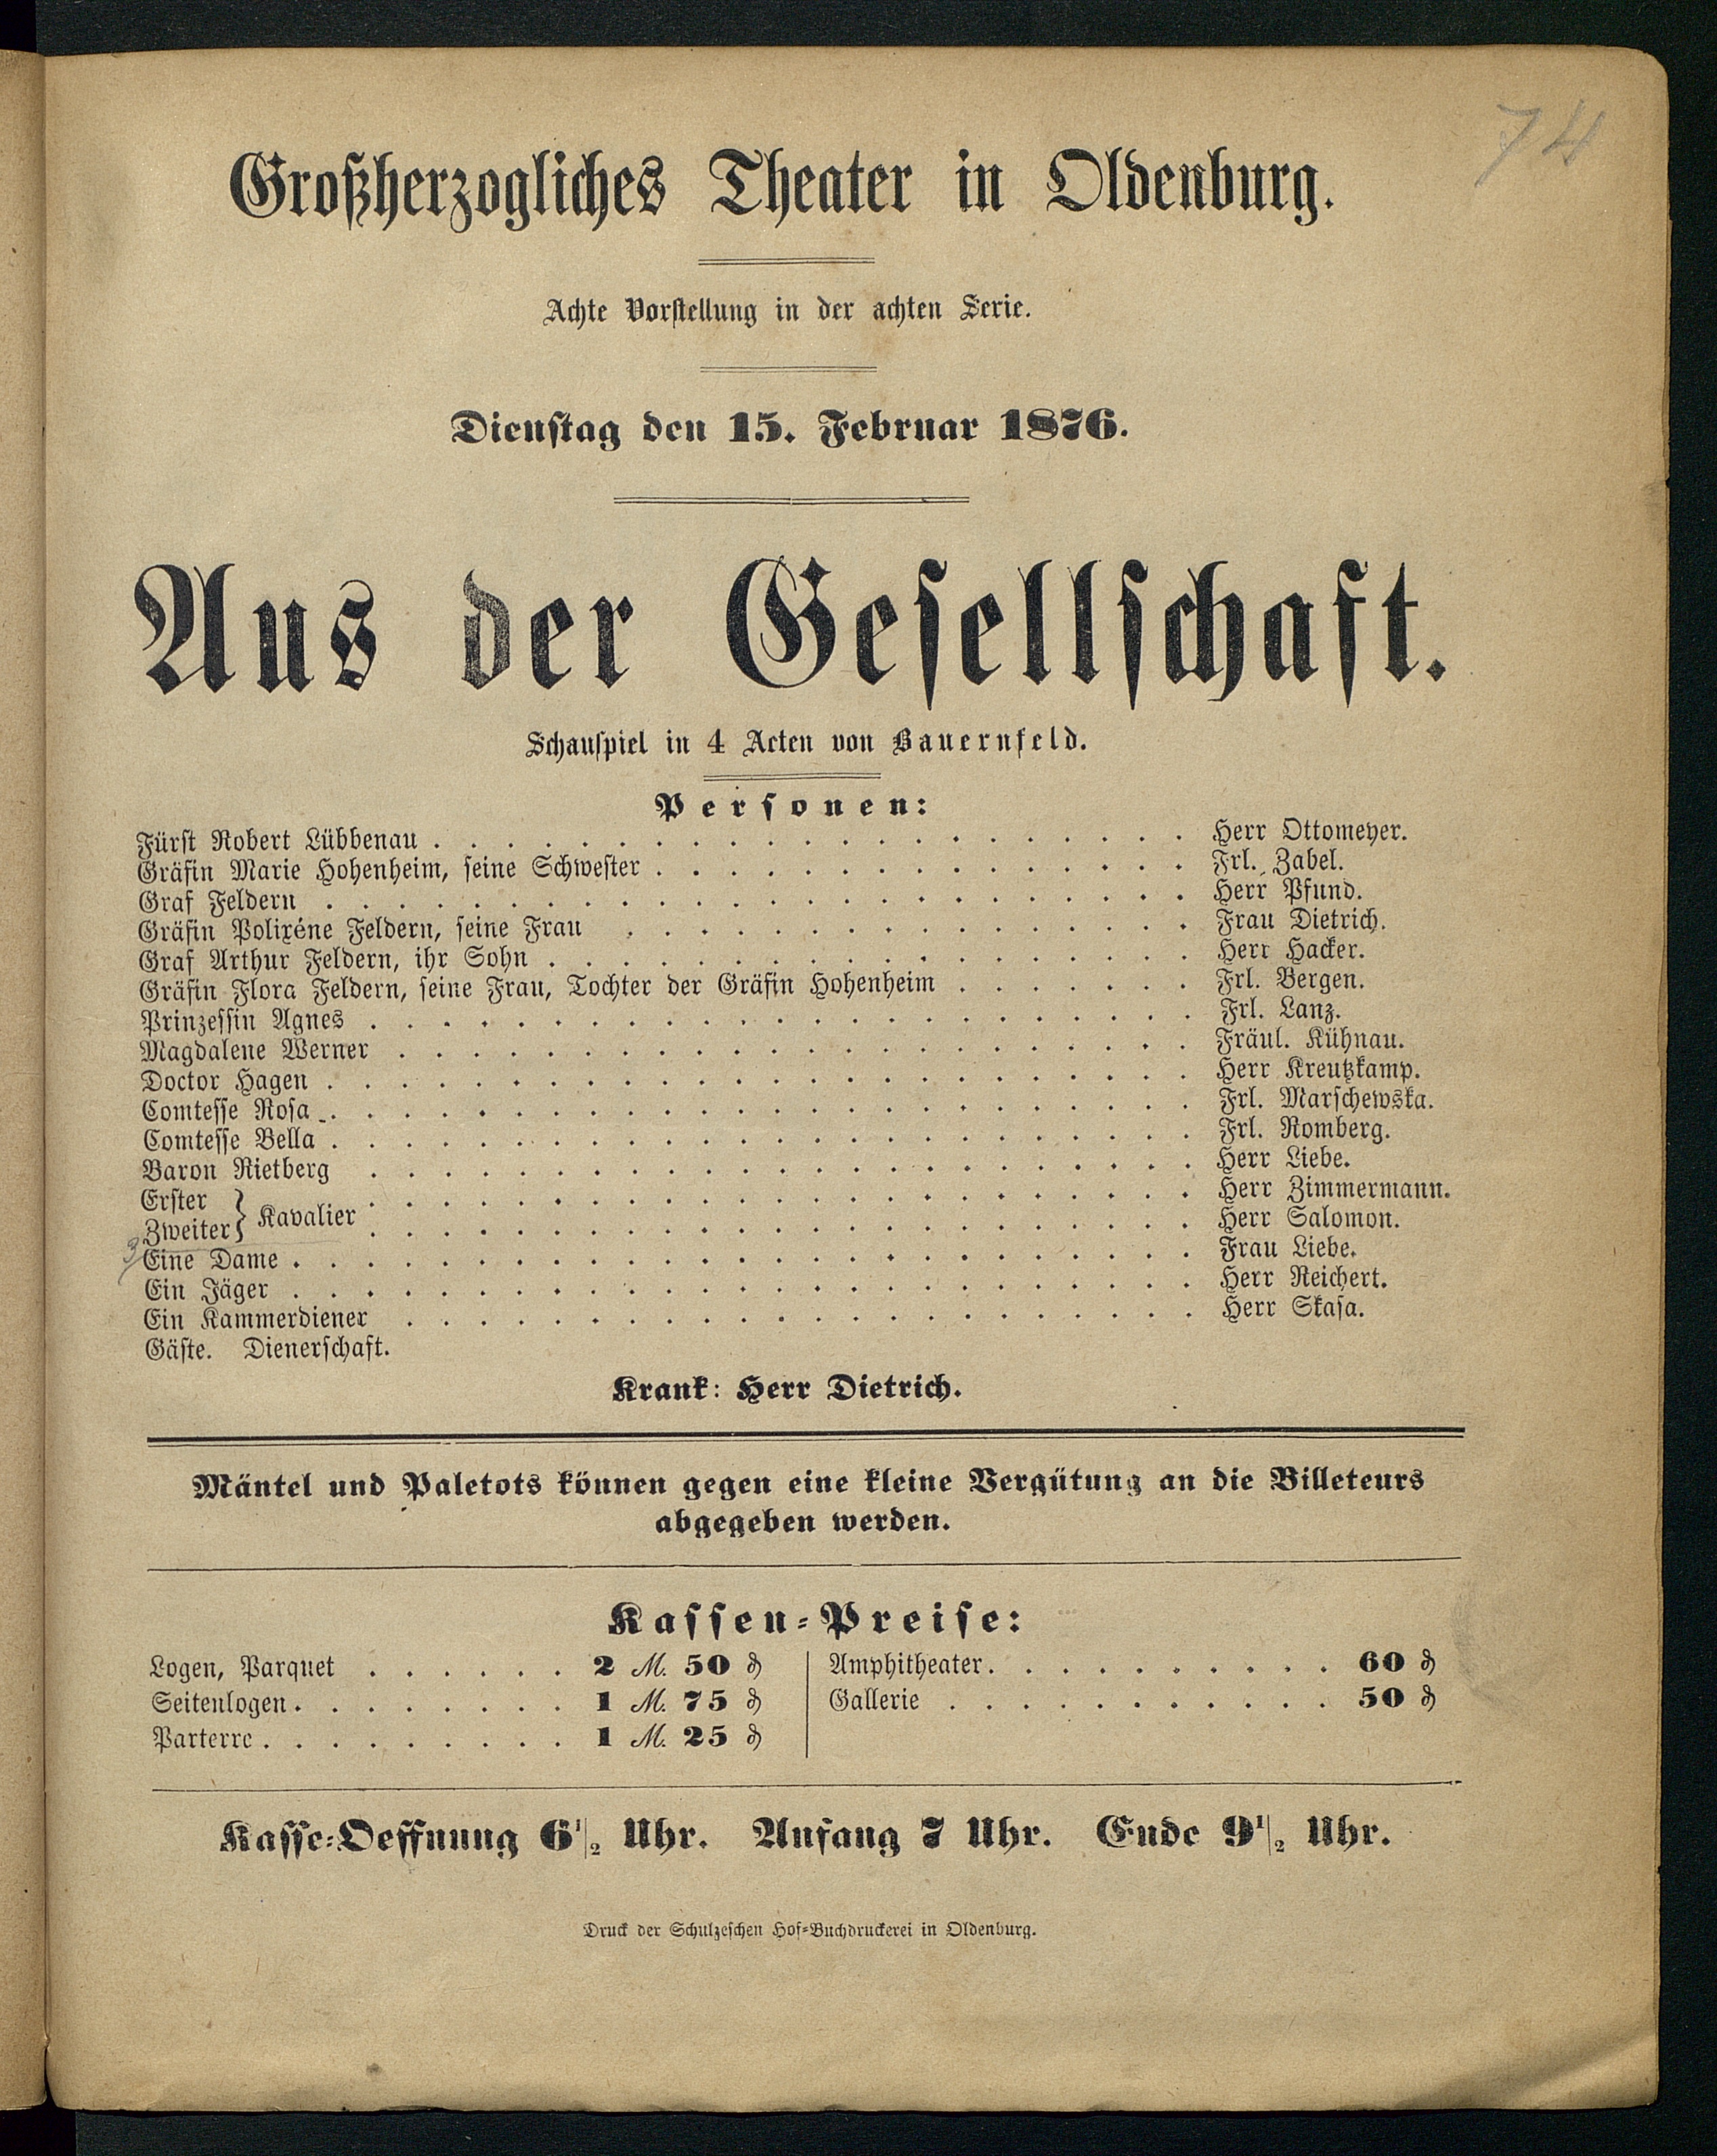 74
Großherzogliches Theater in Oldenburg.
Achte Vorstellung in der achten Serie.
Dienstag den 15. Februar 1876.
Aus der Gesellschaft.
Schauspiel in 4 Acten von Bauernfeld.
Personen:
Fürst Robert Lübbenau . . . . . . . . . . Herr Ottomeyer.
Gräfin Marie Hohenheim, seine Schwester . . . . . . . . . . Frl. Zabel.
Graf Feldern . . . . . . . . . . Herr Pfund.
Gräfin Polixéne Feldern, seine Frau . . . . . . . . . . Frau Dietrich.
Graf Arthur Feldern, ihr Sohn . . . . . . . . . . Herr Hacker.
Gräfin Flora Feldern, seine Frau, Tochter der Gräfin Hohenheim . . . . . . . Frl. Bergen.
Prinzessin Agnes . . . . . . . . . . Frl. Lanz.
Magdalene Werner . . . . . . . . . . Fräul. Kühnau.
Doctor Hagen . . . . . . . . . . Herr Kreutzkamp.
Comtesse Rosa . . . . . . . . . . Frl. Marschewska.
Comtesse Bella . . . . . . . . . . Frl. Romberg.
Baron Rietberg . . . . . . . . . . Herr Liebe.
Erster } Kavalier . . . . . . . . . . Herr Zimmermann.
Zweiter } . . . . . . . . . . Herr Salomon.
3 Eine Dame . . . . . . . . . . Frau Liebe.
Ein Jäger . . . . . . . . . . Herr Reichert.
Ein Kammerdiener . . . . . . . . . . Herr Skasa.
Gäste. Dienerschaft.
Krank: Herr Dietrich.
Mäntel und Paletots können gegen eine kleine Vergütung an die Billeteurs
abgegeben werden.
Kassen-Preise:
Logen, Parquet . . . . . . 2 M. 50 ₰
Seitenlogen . . . . . . . . 1 M. 75 ₰
Parterre . . . . . . . . . 1 M. 25 ₰
Amphitheater . . . . . . . . . . 60 ₰
Gallerie . . . . . . . . . . . 50 ₰
Kasse-Oeffnung 6 1/2 Uhr. Anfang 7 Uhr. Ende 9 1/2 Uhr.
Druck der Schulzeschen Hof-Buchdruckerei in Oldenburg.